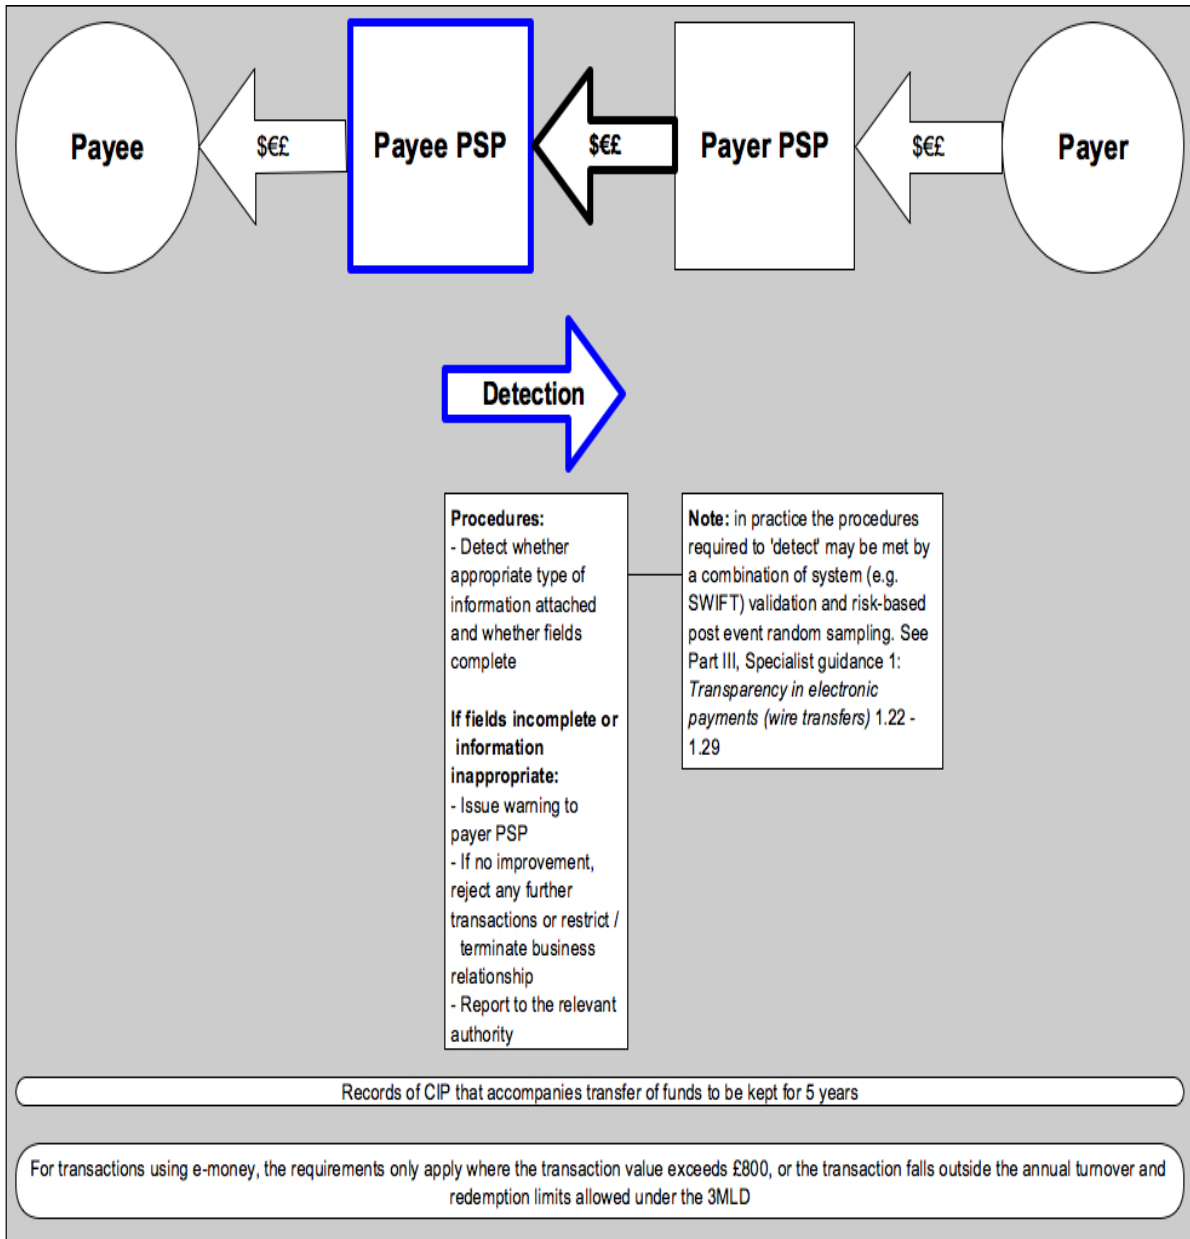 Payee
$€£
Payee PSP
$€£
Payer PSP
$€£
Payer
Detection
Procedures:
- Detect whether
appropriate type of
information attached
and whether fields
complete
If fields incomplete or
information
inappropriate:
- Issue warning to
payer PSP
- If no improvement,
reject any further
transactions or restrict /
terminate business
relationship
- Report to the relevant
authority
Note: in practice the procedures
required to 'detect' may be met by
a combination of system (e.g.
SWIFT) validation and risk-based
post event random sampling. See
Part III, Specialist guidance 1:
Transparency in electronic
payments (wire transfers) 1.22 -
1.29
Records of CIP that accompanies transfer of funds to be kept for 5 years
For transactions using e-money, the requirements only apply where the transaction value exceeds £800, or the transaction falls outside the annual turnover and
redemption limits allowed under the 3MLD